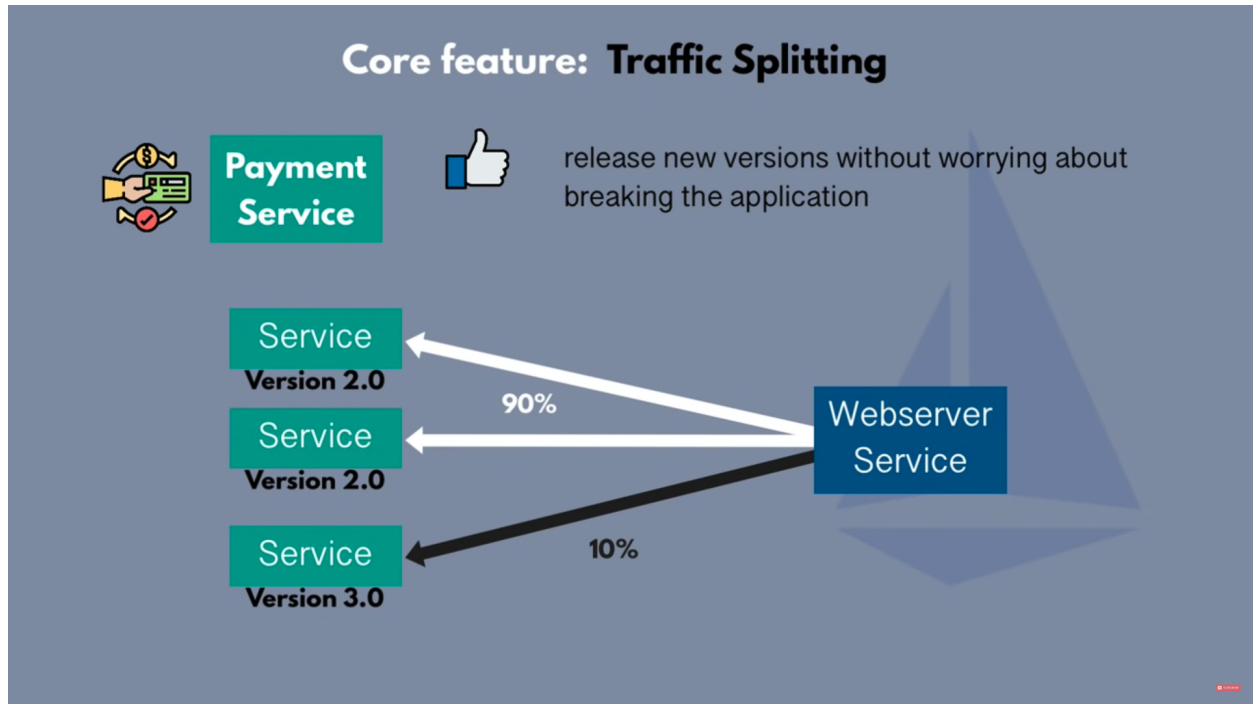 Core feature: Traffic Splitting
Payment
Service
release new versions without worrying about
breaking the application
Service
Version 2.0
90%
Service
Version 2.0
Webserver
Service
10%
Service
Version 3.0